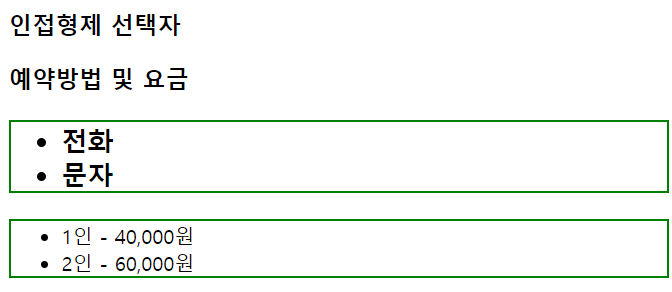 인접형제 선택자
예약방법 및 요금
• 전화
• 문자
• 1인 - 40,000원
• 2인 - 60,000원